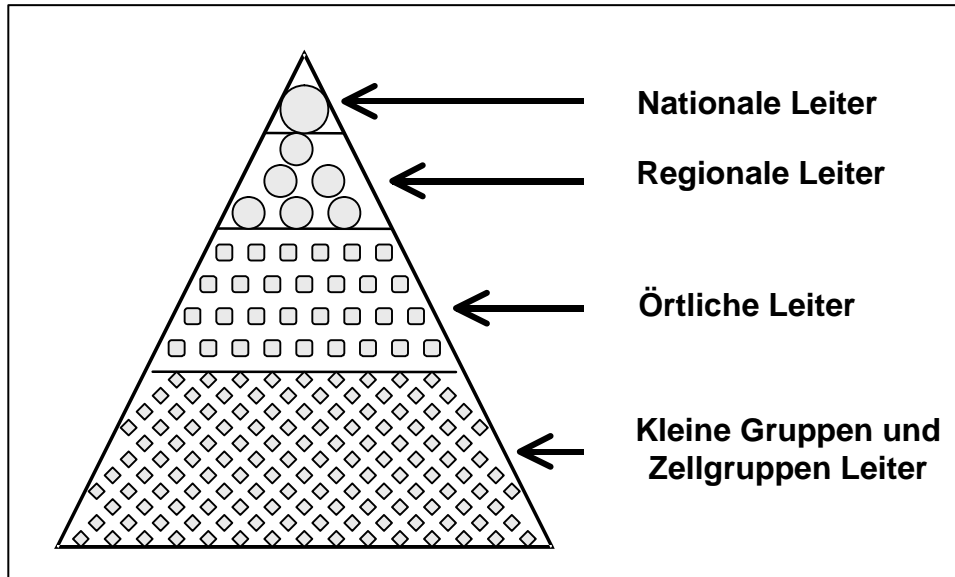 Nationale Leiter
Regionale Leiter
Örtliche Leiter
Kleine Gruppen und
Zellgruppen Leiter